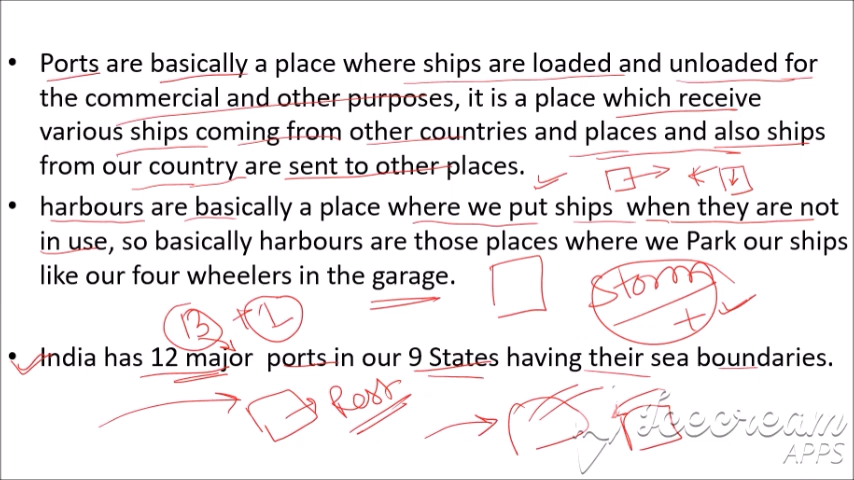 • Ports are basically a place where ships are loaded and unloaded for
the commercial and other purposes, it is a place which receive
various ships coming from other countries and places and also ships
from our country are sent to other places.
• harbours are basically a place where we put ships when they are not
in use, so basically harbours are those places where we Park our ships
like our four wheelers in the garage.
Storm
13 + 1
• India has 12 major ports in our 9 States having their sea boundaries.
Icecream
APPS